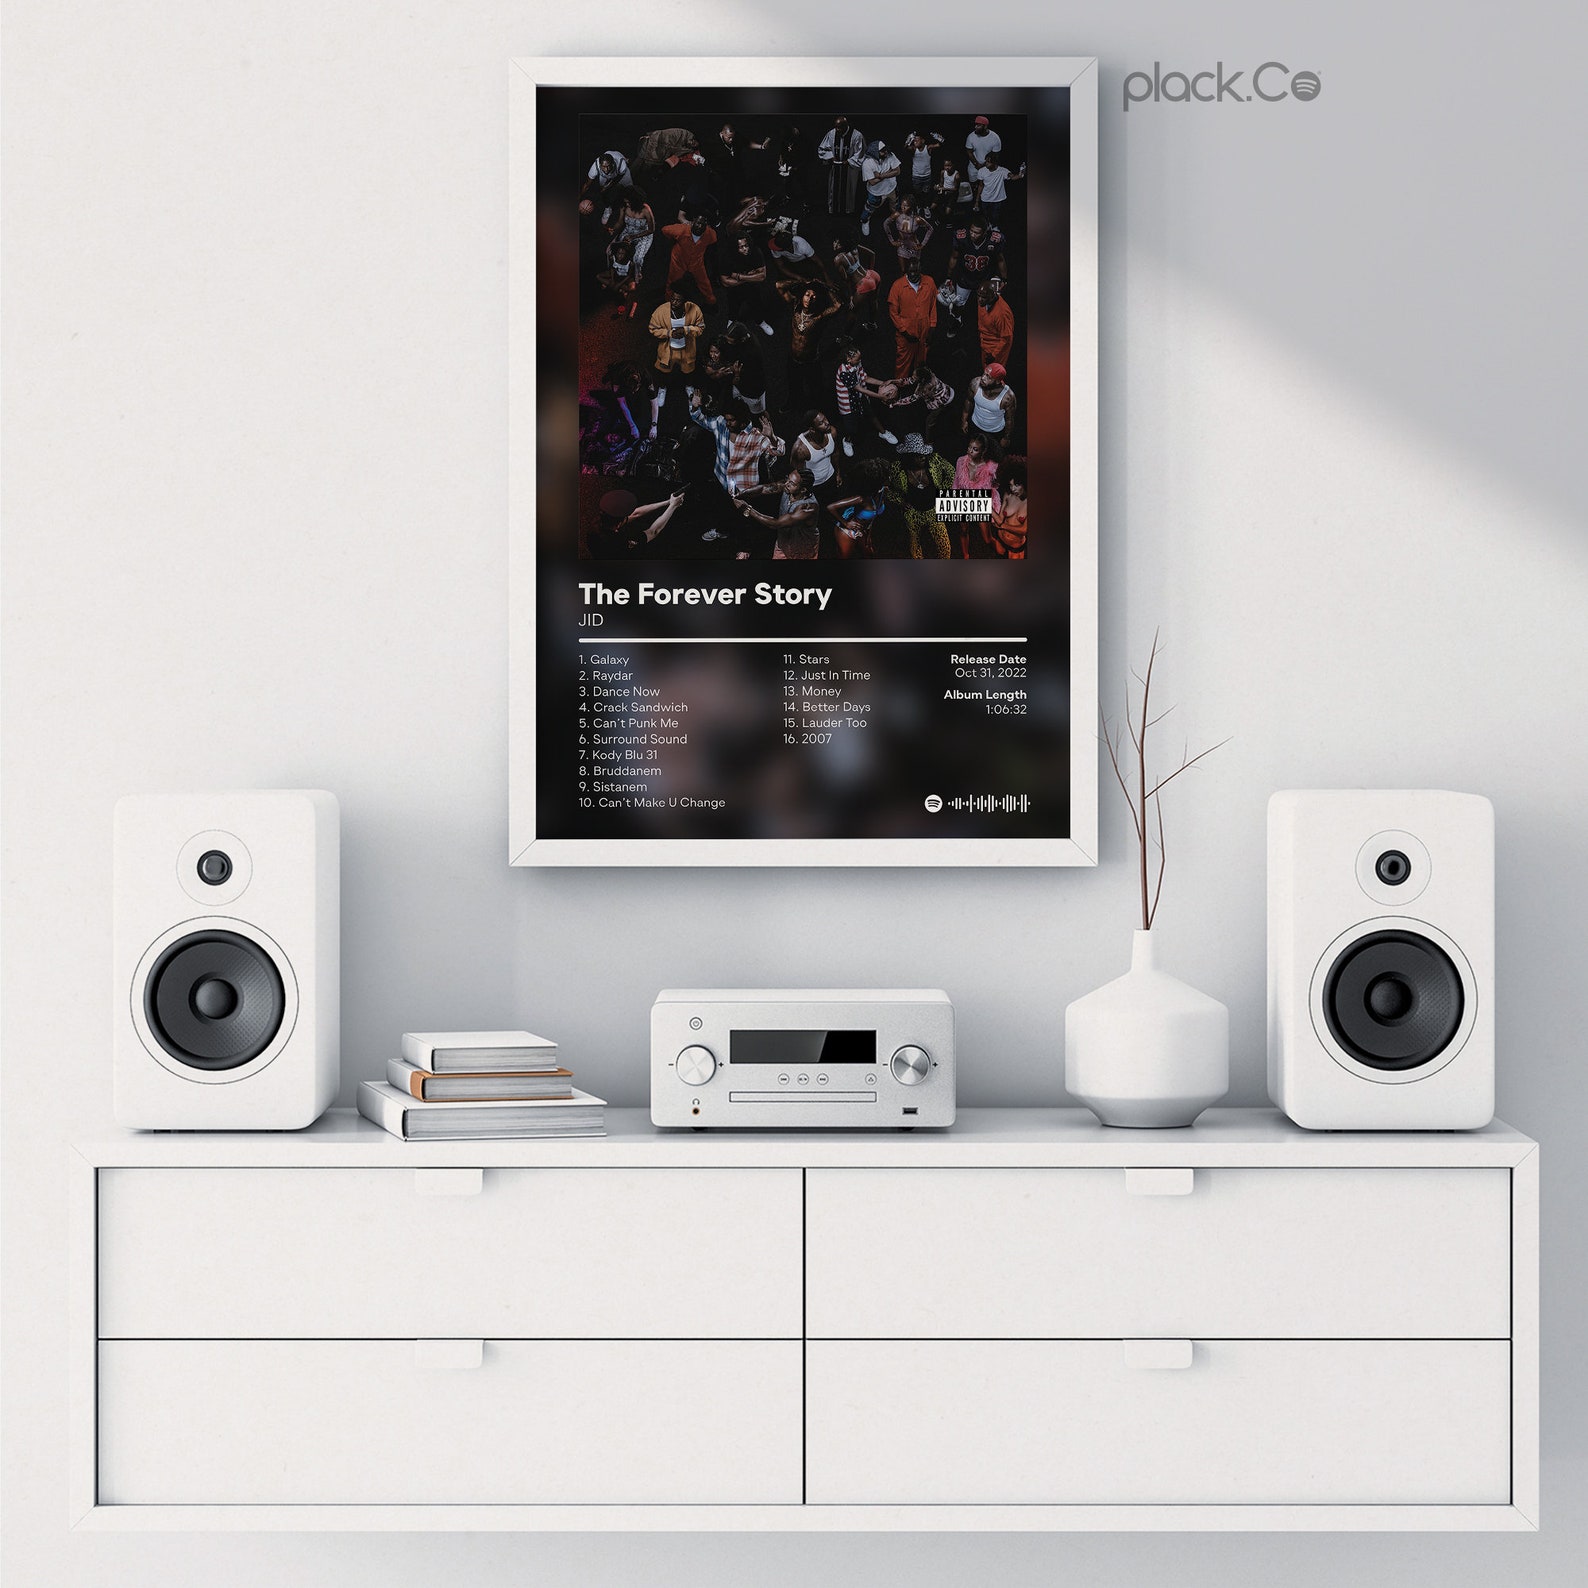 plack.Co
PARENTAL
ADVISORY
EXPLICIT CONTENT
The Forever Story
JID
1. Galaxy
2. Raydar
3. Dance Now
4. Crack Sandwich
5. Can't Punk Me
6. Surround Sound
7. Kody Blu 31
8. Bruddanem
9. Sistanem
10. Can't Make U Change
11. Stars
12. Just In Time
13. Money
14. Better Days
15. Lauder Too
16. 2007
Release Date
Oct 31, 2022
Album Length
1:06:32